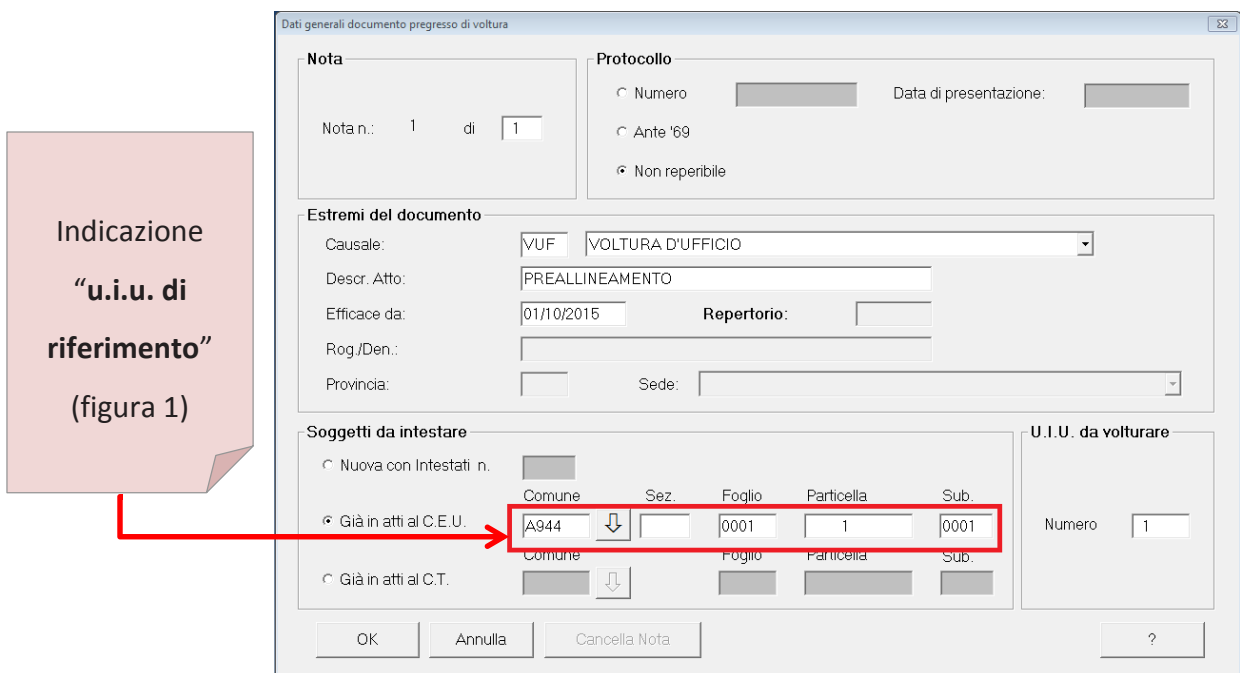 Dati generali documento pregresso di voltura
Nota
Nota n.: 1 di 1
Protocollo
Numero Data di presentazione:
Ante '69
Non reperibile
Indicazione
“u.i.u. di
riferimento”
(figura 1)
Estremi del documento
Causale: VUF VOLTURA D'UFFICIO
Descr. Atto: PREALLINEAMENTO
Efficace da: 01/10/2015 Repertorio:
Rog./Den.:
Provincia: Sede:
Soggetti da intestare
Nuova con Intestati n.
Comune Sez. Foglio Particella Sub.
Già in atti al C.E.U. A944 0001 1 0001
Comune Foglio Particella Sub.
Già in atti al C.T.
U.I.U. da volturare
Numero 1
OK Annulla Cancella Nota ?